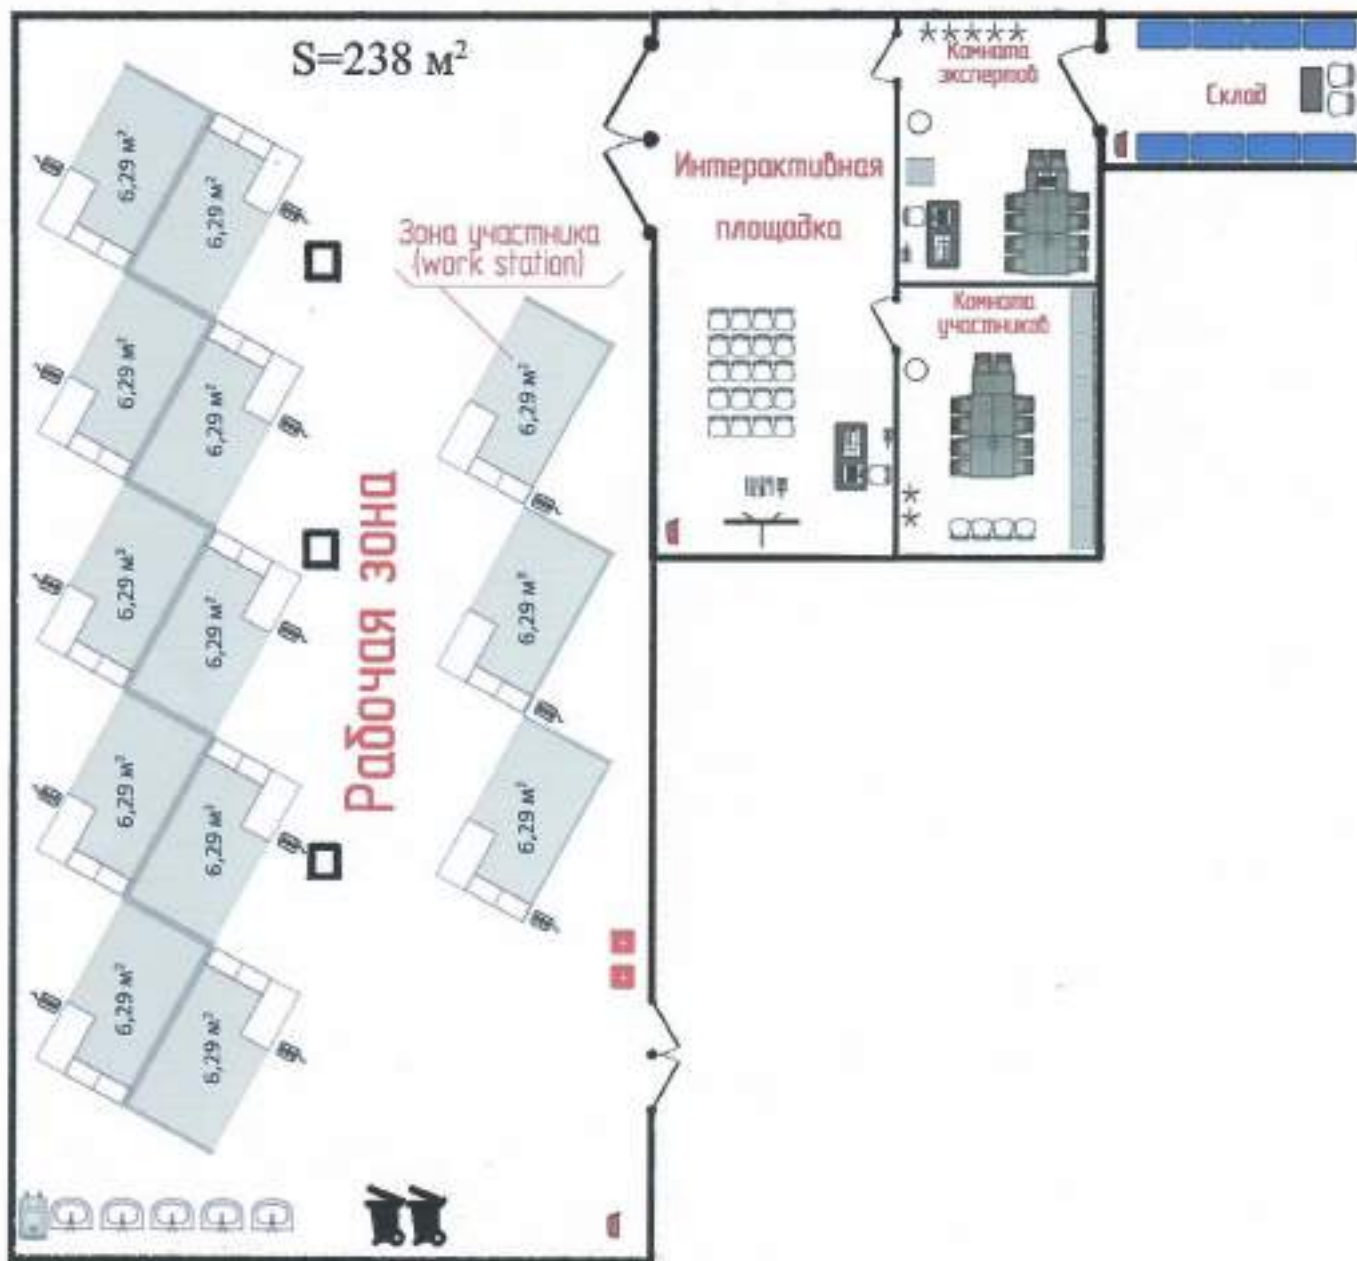 S=238 м²
Комната
экспертов
Склад
Интерактивная
площадка
Зона участника
(work station)
Комната
участников
Рабочая зона
6,29 м²
6,29 м²
6,29 м²
6,29 м²
6,29 м²
6,29 м²
6,29 м²
6,29 м²
6,29 м²
6,29 м²
6,29 м²
6,29 м²
6,29 м²